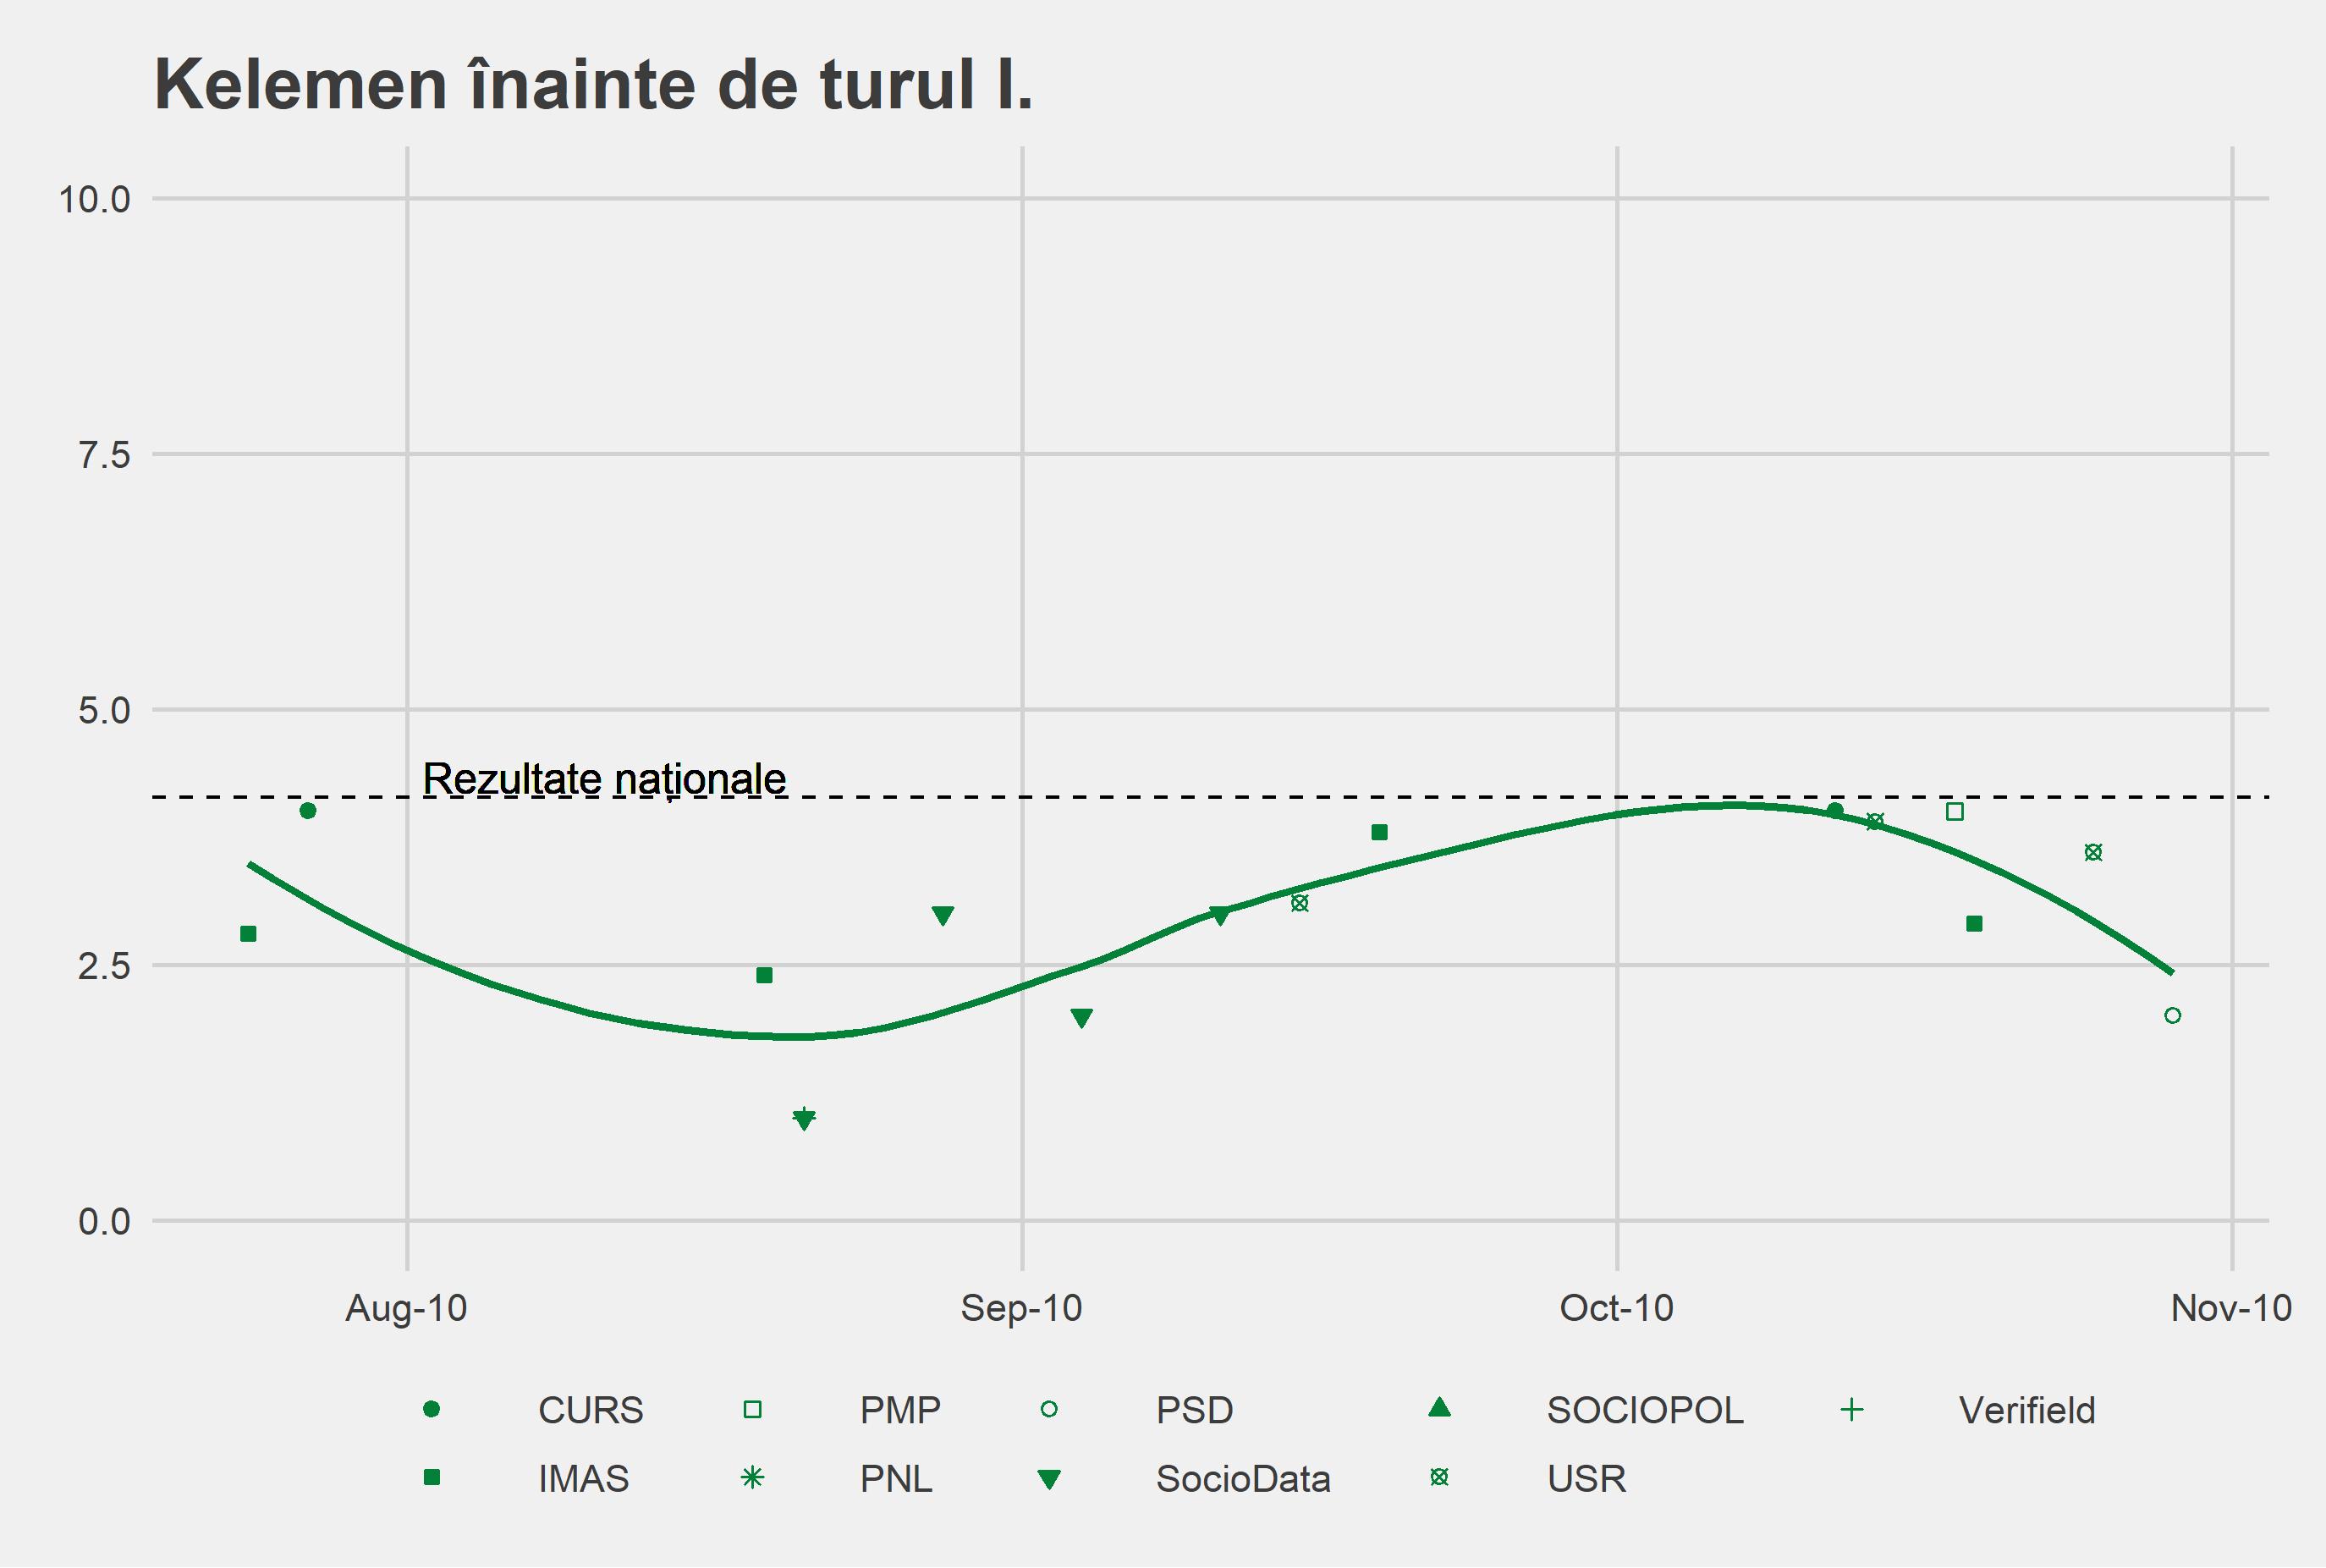 Kelemen înainte de turul I.
10.0
7.5
5.0
Rezultate naționale
2.5
0.0
Aug-10 Sep-10 Oct-10 Nov-10
CURS PMP PSD SOCIOPOL Verifield
IMAS PNL SocioData USR